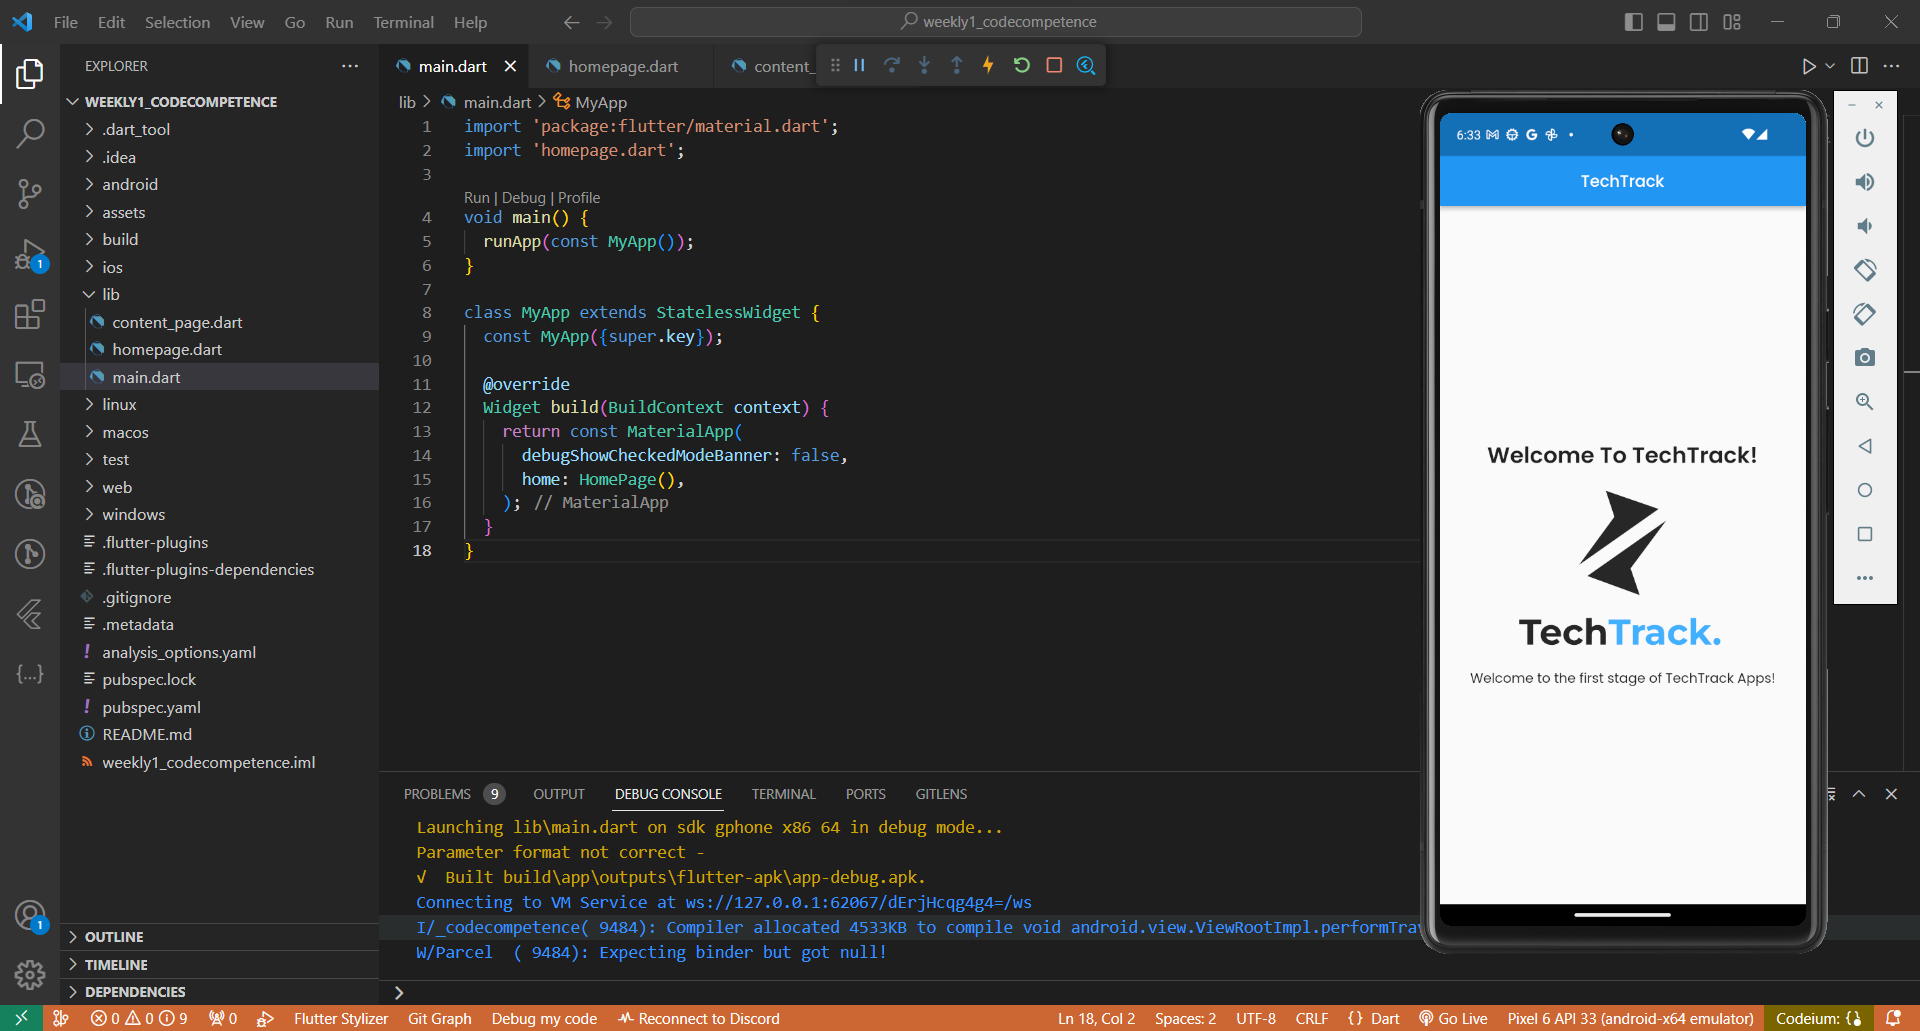 File Edit Selection View Go Run Terminal Help
weekly1_codecompetence
EXPLORER
WEEKLY1_CODECOMPETENCE
.dart_tool
.idea
android
assets
build
ios
lib
content_page.dart
homepage.dart
main.dart
linux
macos
test
web
windows
.flutter-plugins
.flutter-plugins-dependencies
.gitignore
.metadata
analysis_options.yaml
pubspec.lock
pubspec.yaml
README.md
weekly1_codecompetence.iml
OUTLINE
TIMELINE
DEPENDENCIES
1
1
main.dart homepage.dart content_
lib > main.dart > MyApp
1 import 'package:flutter/material.dart';
2 import 'homepage.dart';
3
Run | Debug | Profile
4 void main() {
5 runApp(const MyApp());
6 }
7
8 class MyApp extends StatelessWidget {
9 const MyApp({super.key});
10
11 @override
12 Widget build(BuildContext context) {
13 return const MaterialApp(
14 debugShowCheckedModeBanner: false,
15 home: HomePage(),
16 ); // MaterialApp
17 }
18 }
6:33
TechTrack
Welcome To TechTrack!
TechTrack.
Welcome to the first stage of TechTrack Apps!
PROBLEMS 9 OUTPUT DEBUG CONSOLE TERMINAL PORTS GITLENS
Launching lib\main.dart on sdk gphone x86 64 in debug mode...
Parameter format not correct -
√ Built build\app\outputs\flutter-apk\app-debug.apk.
Connecting to VM Service at ws://127.0.0.1:62067/dErjHcqg4g4=/ws
I/_codecompetence( 9484): Compiler allocated 4533KB to compile void android.view.ViewRootImpl.performTra
W/Parcel ( 9484): Expecting binder but got null!
0 0 9 0 Flutter Stylizer Git Graph Debug my code Reconnect to Discord Ln 18, Col 2 Spaces: 2 UTF-8 CRLF {} Dart Go Live Pixel 6 API 33 (android-x64 emulator) Codeium: {}